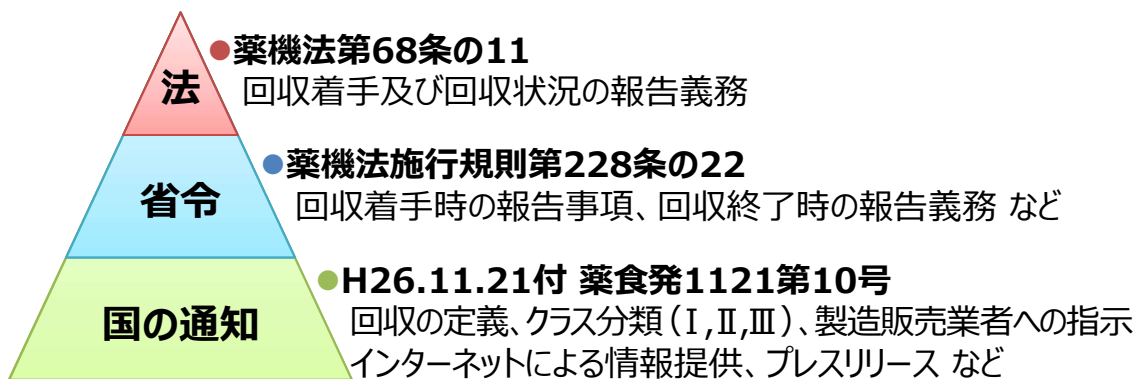 法
●薬機法第68条の11
回収着手及び回収状況の報告義務
省令
●薬機法施行規則第228条の22
回収着手時の報告事項、回収終了時の報告義務 など
国の通知
●H26.11.21付 薬食発1121第10号
回収の定義、クラス分類（Ⅰ,Ⅱ,Ⅲ）、製造販売業者への指示
インターネットによる情報提供、プレスリリース など